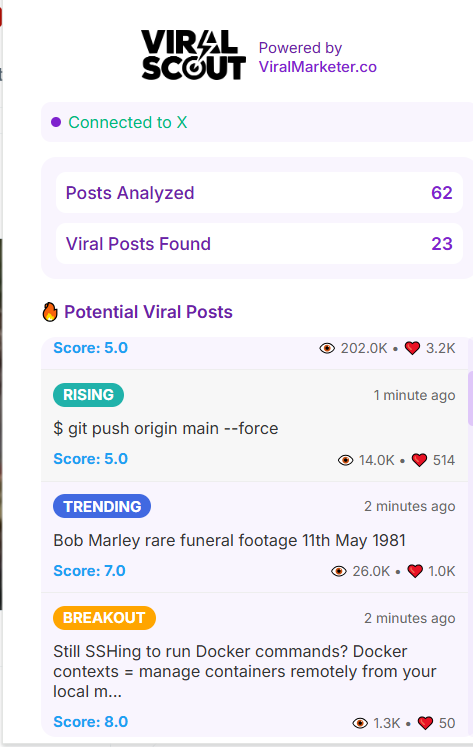 VIRAL
SCOUT
Powered by
ViralMarketer.co
Connected to X
Posts Analyzed 62
Viral Posts Found 23
🔥 Potential Viral Posts
Score: 5.0 👁 202.0K • ❤️ 3.2K
RISING 1 minute ago
$ git push origin main --force
Score: 5.0 👁 14.0K • ❤️ 514
TRENDING 2 minutes ago
Bob Marley rare funeral footage 11th May 1981
Score: 7.0 👁 26.0K • ❤️ 1.0K
BREAKOUT 2 minutes ago
Still SSHing to run Docker commands? Docker
contexts = manage containers remotely from your
local m...
Score: 8.0 👁 1.3K • ❤️ 50